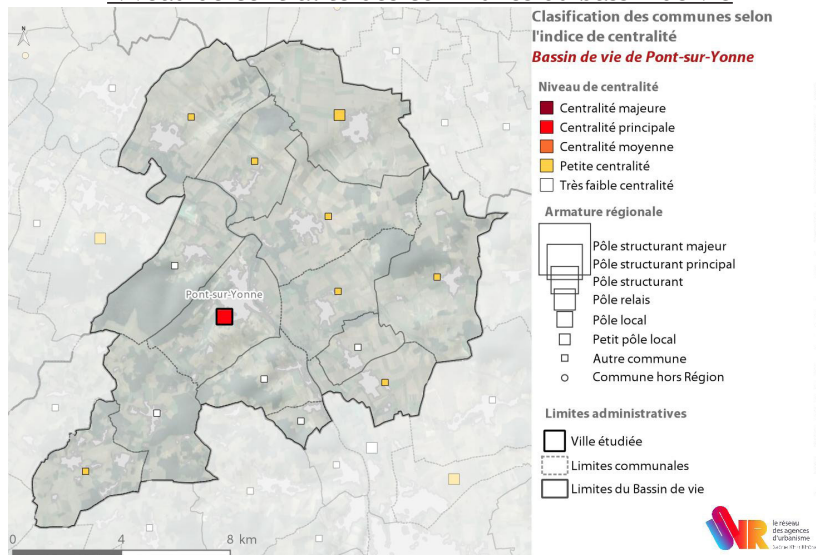 Clasification des communes selon
l'indice de centralité
Bassin de vie de Pont-sur-Yonne
Niveau de centralité
Centralité majeure
Centralité principale
Centralité moyenne
Petite centralité
Très faible centralité
Armature régionale
Pôle structurant majeur
Pôle structurant principal
Pôle structurant
Pôle relais
Pôle local
Petit pôle local
Autre commune
Commune hors Région
Limites administratives
Ville étudiée
Limites communales
Limites du Bassin de vie
N
Pont-sur-Yonne
0 4 8 km
le réseau
des agences
d'urbanisme